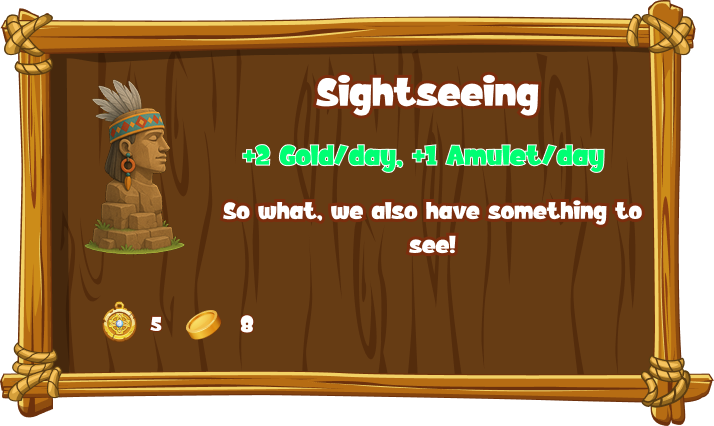 Sightseeing
+2 Gold/day, +1 Amulet/day
So what, we also have something to
see!
5 8